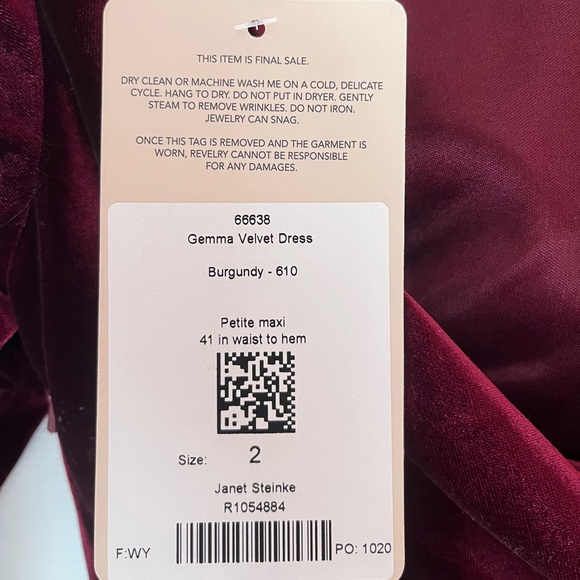 THIS ITEM IS FINAL SALE.
DRY CLEAN OR MACHINE WASH ME ON A COLD, DELICATE
CYCLE. HANG TO DRY. DO NOT PUT IN DRYER. GENTLY
STEAM TO REMOVE WRINKLES. DO NOT IRON.
JEWELRY CAN SNAG.
ONCE THIS TAG IS REMOVED AND THE GARMENT IS
WORN, REVELRY CANNOT BE RESPONSIBLE
FOR ANY DAMAGES.
66638
Gemma Velvet Dress
Burgundy - 610
Petite maxi
41 in waist to hem
Size: 2
Janet Steinke
R1054884
F:WY PO: 1020